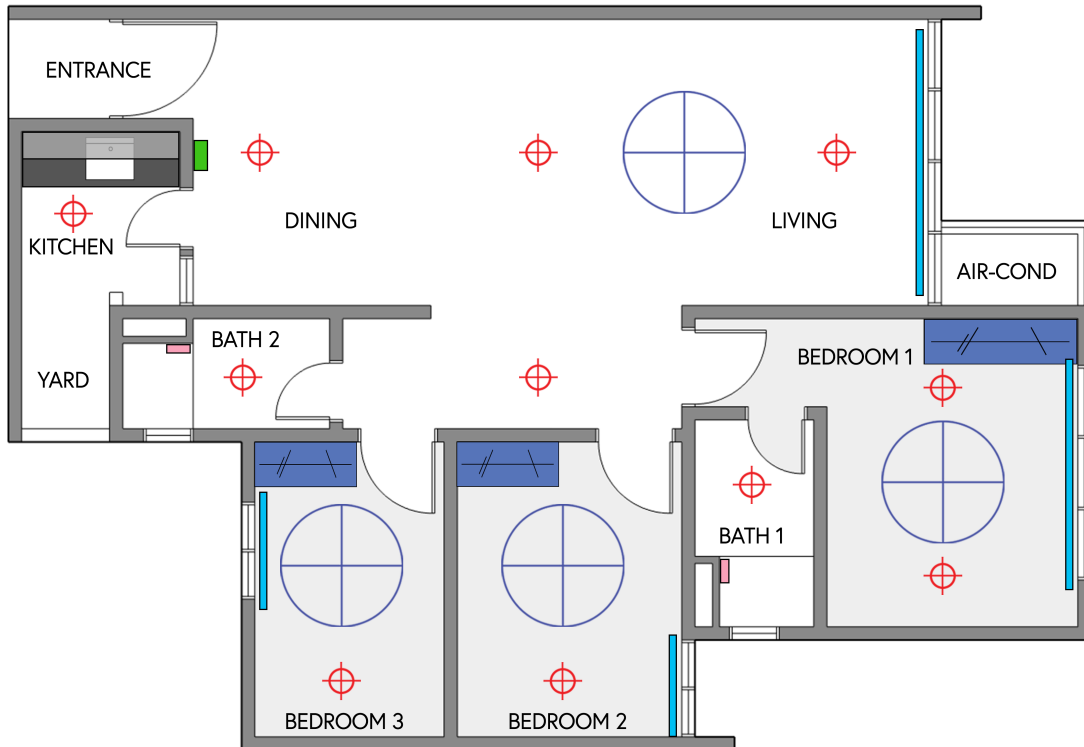 ENTRANCE
DINING
LIVING
KITCHEN
AIR-COND
BATH 2
BEDROOM 1
YARD
BATH 1
BEDROOM 3
BEDROOM 2